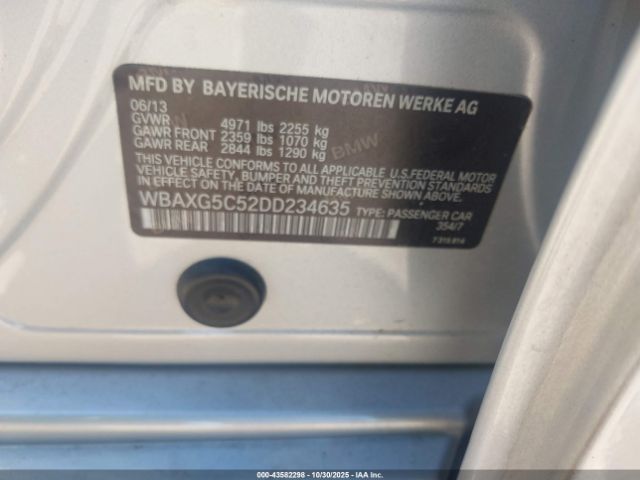 MFD BY BAYERISCHE MOTOREN WERKE AG
06/13
GVWR 4971 lbs 2255 kg
GAWR FRONT 2359 lbs 1070 kg
GAWR REAR 2844 lbs 1290 kg
THIS VEHICLE CONFORMS TO ALL APPLICABLE U.S.FEDERAL MOTOR
VEHICLE SAFETY, BUMPER AND THEFT PREVENTION STANDARDS IN
EFFECT ON THE DATE OF MANUFACTURE SHOWN ABOVE.
WBAXG5C52DD234635 TYPE: PASSENGER CAR
354/7
BMW
000-43582298 - 10/30/2025 - IAAI.COM